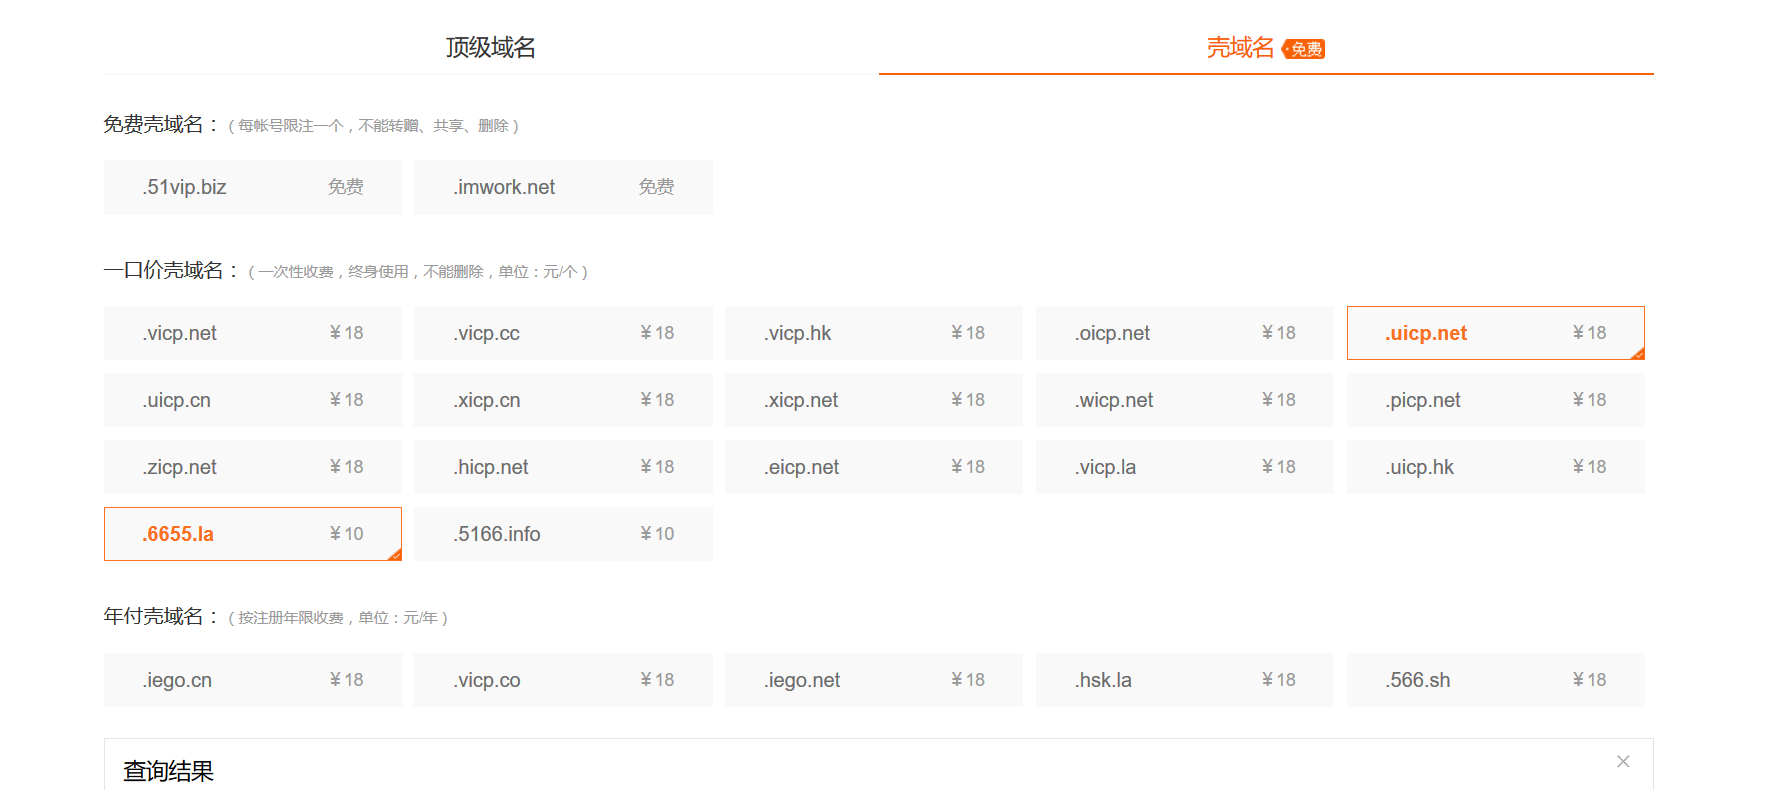 顶级域名 壳域名 免费
免费壳域名：（每帐号限注一个，不能转赠、共享、删除）
.51vip.biz 免费 .imwork.net 免费
一口价壳域名：（一次性收费，终身使用，不能删除，单位：元/个）
.vicp.net ¥18 .vicp.cc ¥18 .vicp.hk ¥18 .oicp.net ¥18 .uicp.net ¥18
.uicp.cn ¥18 .xicp.cn ¥18 .xicp.net ¥18 .wicp.net ¥18 .picp.net ¥18
.zicp.net ¥18 .hicp.net ¥18 .eicp.net ¥18 .vicp.la ¥18 .uicp.hk ¥18
.6655.la ¥10 .5166.info ¥10
年付壳域名：（按注册年限收费，单位：元/年）
.iego.cn ¥18 .vicp.co ¥18 .iego.net ¥18 .hsk.la ¥18 .566.sh ¥18
查询结果